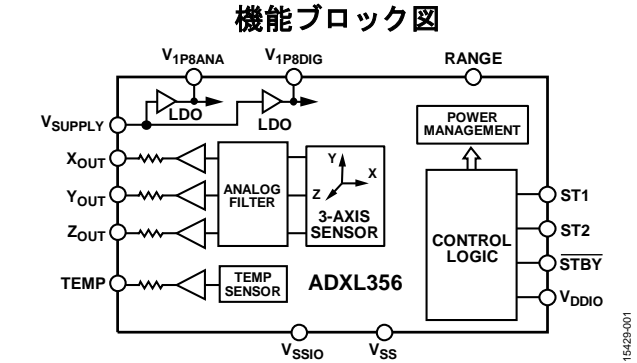 機能ブロック図
V1P8ANA
V1P8DIG
RANGE
LDO
LDO
POWER
MANAGEMENT
VSUPPLY
XOUT
YOUT
ZOUT
TEMP
ANALOG
FILTER
Y
X
Z
3-AXIS
SENSOR
TEMP
SENSOR
ADXL356
CONTROL
LOGIC
ST1
ST2
STBY
VDDIO
VSSIO
VSS
15429-001